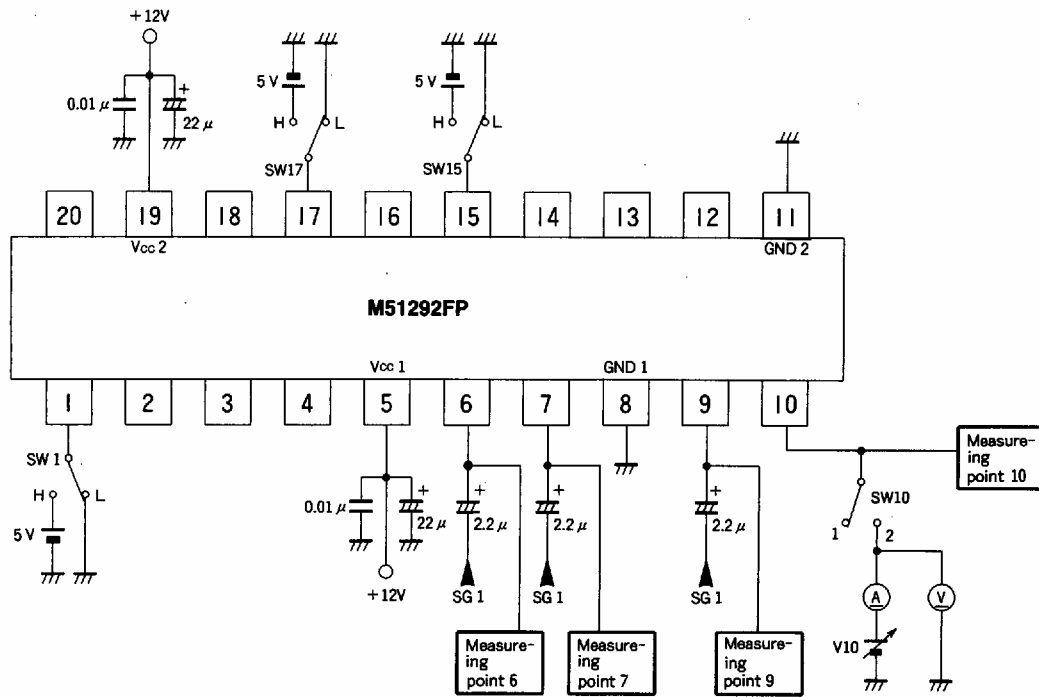 +12V
0.01 μ
+
22 μ
5 V
H
L
SW17
5 V
H
L
SW15
20
19
18
17
16
15
14
13
12
11
Vcc 2
GND 2
M51292FP
Vcc 1
GND 1
1
2
3
4
5
6
7
8
9
10
SW 1
H
L
5 V
0.01 μ
+
22 μ
+12V
+
2.2 μ
SG 1
+
2.2 μ
SG 1
+
2.2 μ
SG 1
Measure-
ing
point 10
SW10
1
2
A
V
V10
Measure-
ing
point 6
Measure-
ing
point 7
Measure-
ing
point 9